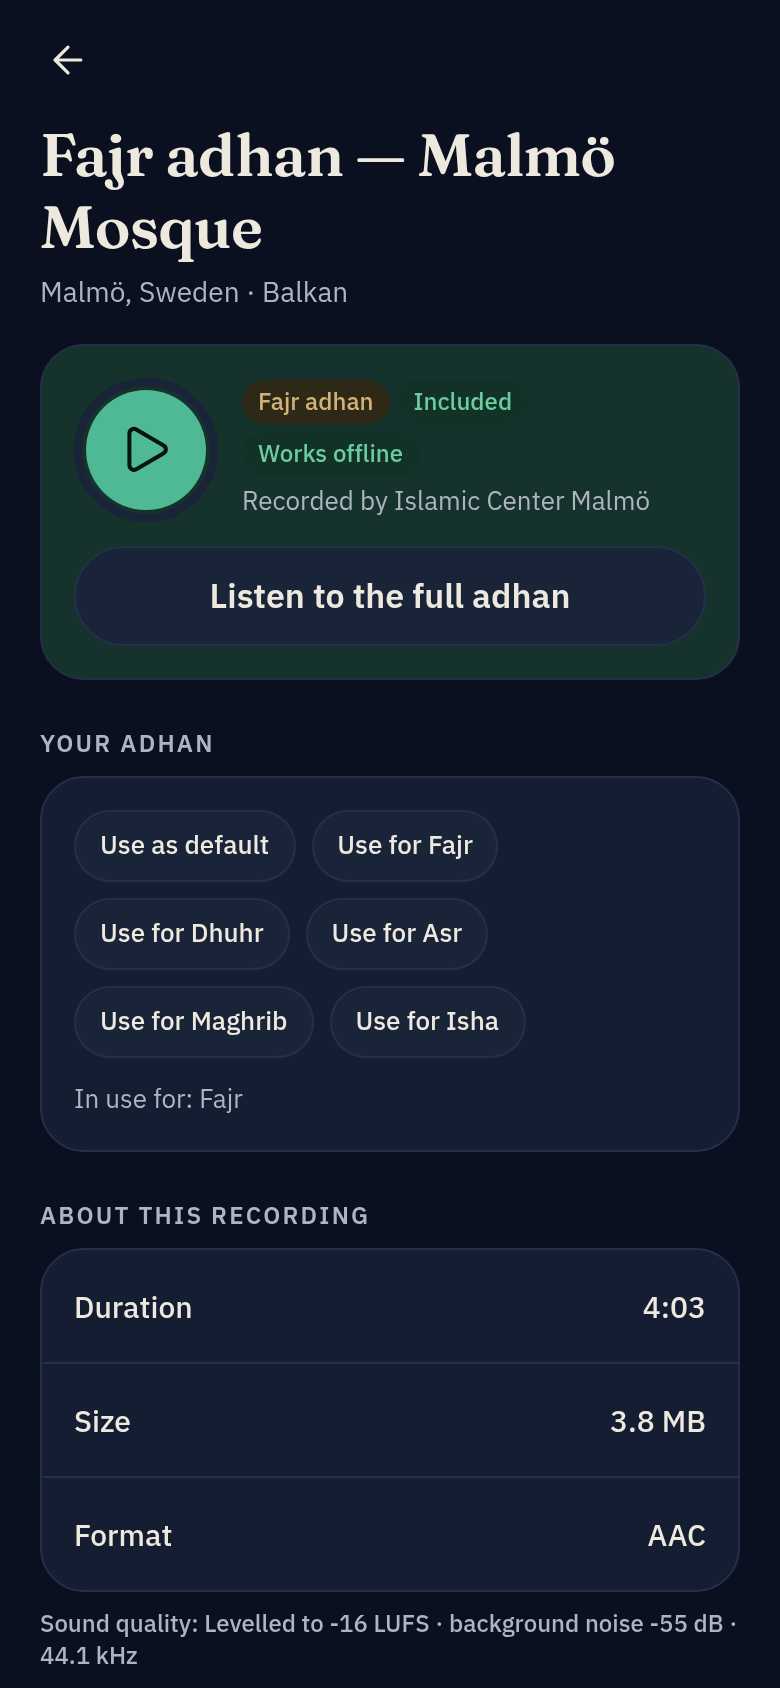 Fajr adhan — Malmö
Mosque
Malmö, Sweden · Balkan
Fajr adhan
Included
Works offline
Recorded by Islamic Center Malmö
Listen to the full adhan
YOUR ADHAN
Use as default
Use for Fajr
Use for Dhuhr
Use for Asr
Use for Maghrib
Use for Isha
In use for: Fajr
ABOUT THIS RECORDING
Duration 4:03
Size 3.8 MB
Format AAC
Sound quality: Levelled to -16 LUFS · background noise -55 dB ·
44.1 kHz